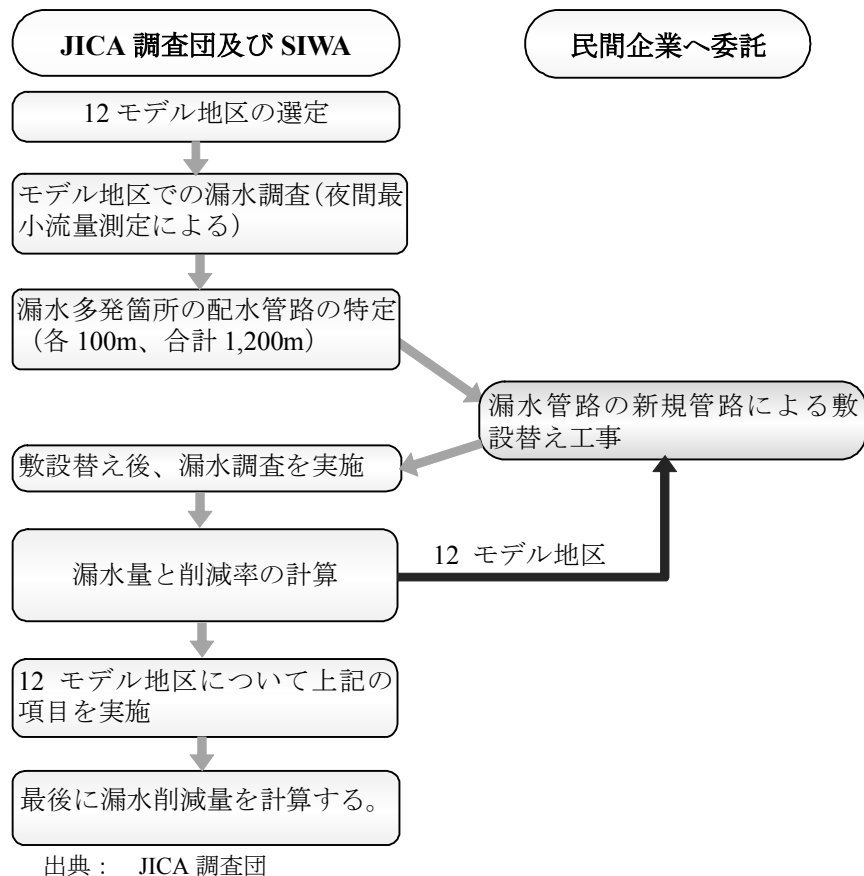 JICA 調査団及び SIWA
民間企業へ委託
12 モデル地区の選定
モデル地区での漏水調査(夜間最
小流量測定による)
漏水多発箇所の配水管路の特定
(各 100m、合計 1,200m)
漏水管路の新規管路による敷
設替え工事
敷設替え後、漏水調査を実施
漏水量と削減率の計算
12 モデル地区
12 モデル地区について上記の
項目を実施
最後に漏水削減量を計算する。
出典： JICA 調査団